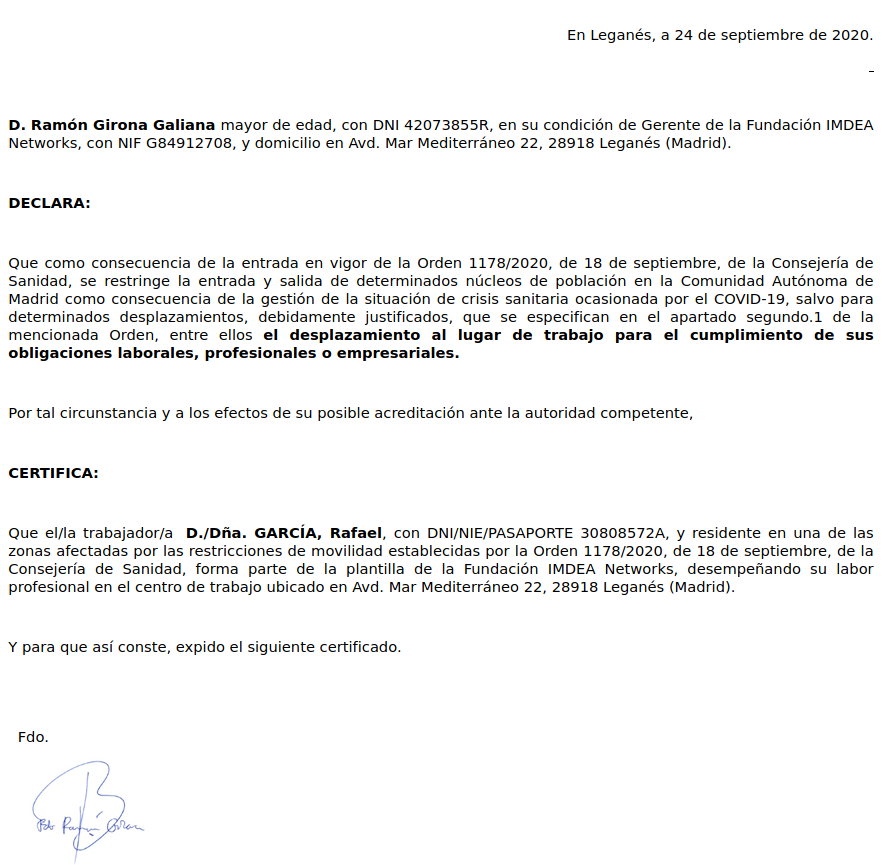 En Leganés, a 24 de septiembre de 2020.
D. Ramón Girona Galiana mayor de edad, con DNI 42073855R, en su condición de Gerente de la Fundación IMDEA
Networks, con NIF G84912708, y domicilio en Avd. Mar Mediterráneo 22, 28918 Leganés (Madrid).
DECLARA:
Que como consecuencia de la entrada en vigor de la Orden 1178/2020, de 18 de septiembre, de la Consejería de
Sanidad, se restringe la entrada y salida de determinados núcleos de población en la Comunidad Autónoma de
Madrid como consecuencia de la gestión de la situación de crisis sanitaria ocasionada por el COVID-19, salvo para
determinados desplazamientos, debidamente justificados, que se especifican en el apartado segundo.1 de la
mencionada Orden, entre ellos el desplazamiento al lugar de trabajo para el cumplimiento de sus
obligaciones laborales, profesionales o empresariales.
Por tal circunstancia y a los efectos de su posible acreditación ante la autoridad competente,
CERTIFICA:
Que el/la trabajador/a D./Dña. GARCÍA, Rafael, con DNI/NIE/PASAPORTE 30808572A, y residente en una de las
zonas afectadas por las restricciones de movilidad establecidas por la Orden 1178/2020, de 18 de septiembre, de la
Consejería de Sanidad, forma parte de la plantilla de la Fundación IMDEA Networks, desempeñando su labor
profesional en el centro de trabajo ubicado en Avd. Mar Mediterráneo 22, 28918 Leganés (Madrid).
Y para que así conste, expido el siguiente certificado.
Fdo.